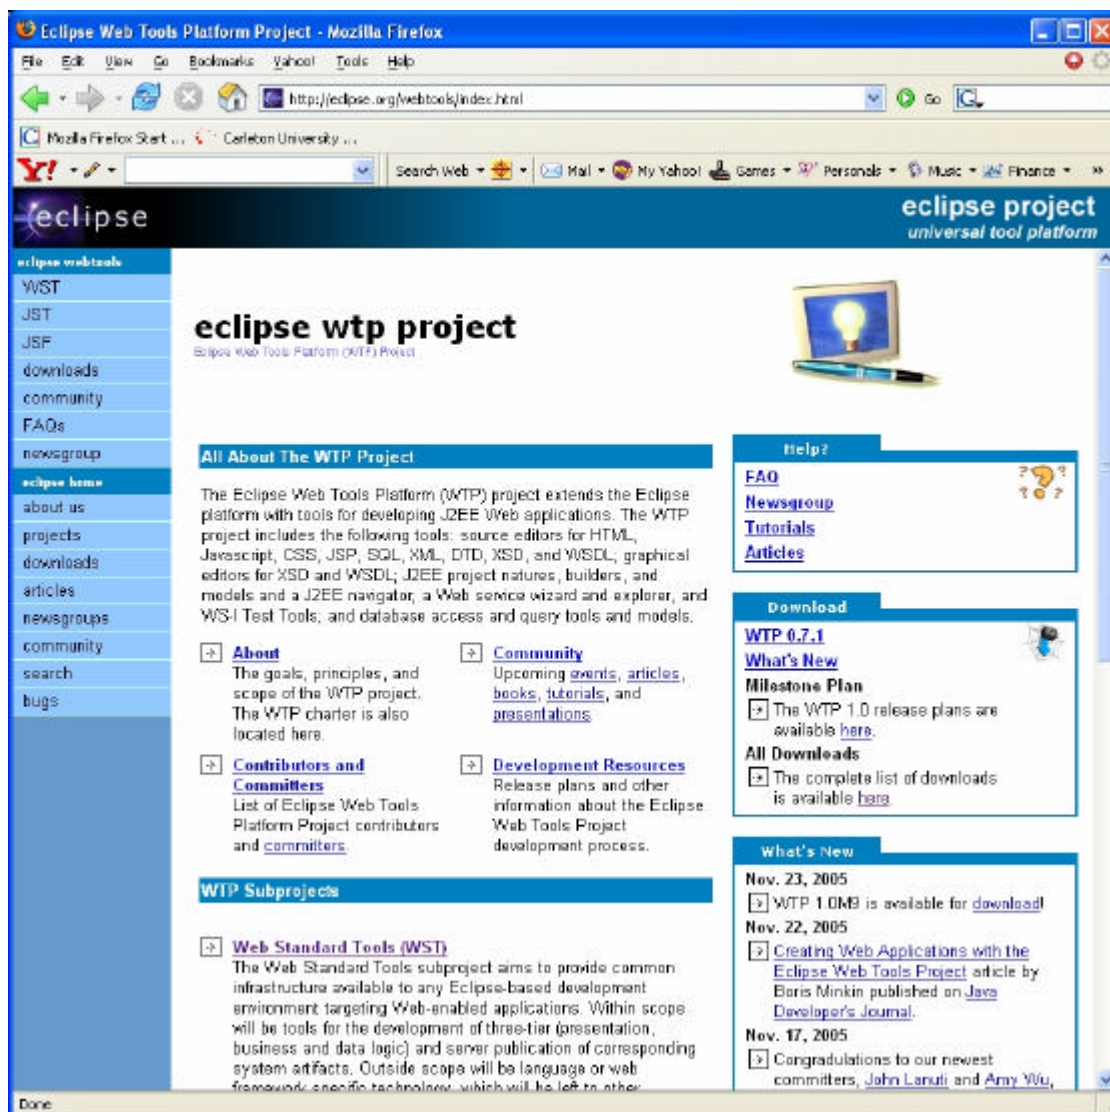 Eclipse Web Tools Platform Project - Mozilla Firefox
File Edit View Go Bookmarks Yahoo! Tools Help
http://eclipse.org/webtools/index.html
Go
Mozilla Firefox Start ... Carleton University ...
Y! Search Web Mail My Yahoo! Games Personals Music Finance »
eclipse
eclipse project
universal tool platform
eclipse webtools
WST
JST
JSF
downloads
community
FAQs
newsgroup
eclipse home
about us
projects
downloads
articles
newsgroups
community
search
bugs
eclipse wtp project
Eclipse Web Tools Platform (WTP) Project
All About The WTP Project
The Eclipse Web Tools Platform (WTP) project extends the Eclipse
platform with tools for developing J2EE Web applications. The WTP
project includes the following tools: source editors for HTML,
Javascript, CSS, JSP, SQL, XML, DTD, XSD, and WSDL; graphical
editors for XSD and WSDL; J2EE project natures, builders, and
models and a J2EE navigator; a Web service wizard and explorer, and
WS-I Test Tools; and database access and query tools and models.
About
The goals, principles, and
scope of the WTP project.
The WTP charter is also
located here.
Community
Upcoming events, articles,
books, tutorials, and
presentations.
Contributors and
Committers
List of Eclipse Web Tools
Platform Project contributors
and committers.
Development Resources
Release plans and other
information about the Eclipse
Web Tools Project
development process.
WTP Subprojects
Web Standard Tools (WST)
The Web Standard Tools subproject aims to provide common
infrastructure available to any Eclipse-based development
environment targeting Web-enabled applications. Within scope
will be tools for the development of three-tier (presentation,
business and data logic) and server publication of corresponding
system artifacts. Outside scope will be language or web
framework specific technology, which will be left to other
Help?
FAQ
Newsgroup
Tutorials
Articles
Download
WTP 0.7.1
What's New
Milestone Plan
The WTP 1.0 release plans are
available here.
All Downloads
The complete list of downloads
is available here.
What's New
Nov. 23, 2005
WTP 1.0M9 is available for download!
Nov. 22, 2005
Creating Web Applications with the
Eclipse Web Tools Project article by
Boris Minkin published on Java
Developer's Journal.
Nov. 17, 2005
Congradulations to our newest
committers, John Lanuti and Amy Wu,
Done